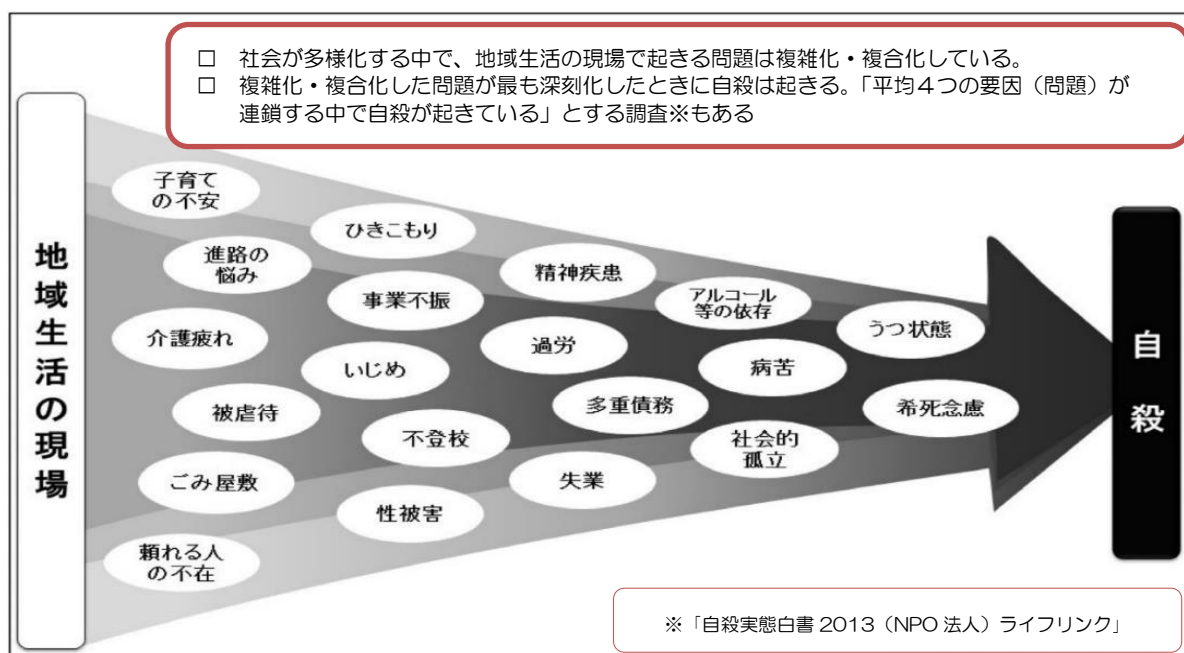 □ 社会が多様化する中で、地域生活の現場で起きる問題は複雑化・複合化している。
□ 複雑化・複合化した問題が最も深刻化したときに自殺は起きる。「平均４つの要因（問題）が
連鎖する中で自殺が起きている」とする調査※もある
地域生活の現場
子育て
の不安
進路の
悩み
介護疲れ
被虐待
ごみ屋敷
頼れる人
の不在
ひきこもり
事業不振
いじめ
不登校
性被害
精神疾患
過労
多重債務
失業
アルコール
等の依存
病苦
社会的
孤立
うつ状態
希死念慮
自殺
※「自殺実態白書 2013（NPO 法人）ライフリンク」